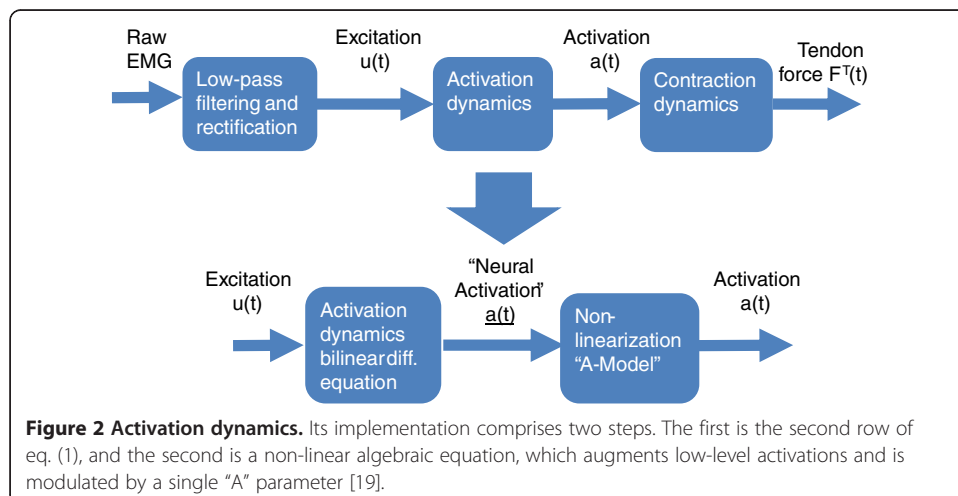 Raw
EMG
Excitation
u(t)
Activation
a(t)
Tendon
force F^T(t)
Low-pass
filtering and
rectification
Activation
dynamics
Contraction
dynamics
Excitation
u(t)
“Neural
Activation”
a(t)
Activation
a(t)
Activation
dynamics
bilinear diff.
equation
Non-
linearization
“A-Model”
Figure 2 Activation dynamics. Its implementation comprises two steps. The first is the second row of
eq. (1), and the second is a non-linear algebraic equation, which augments low-level activations and is
modulated by a single “A” parameter [19].